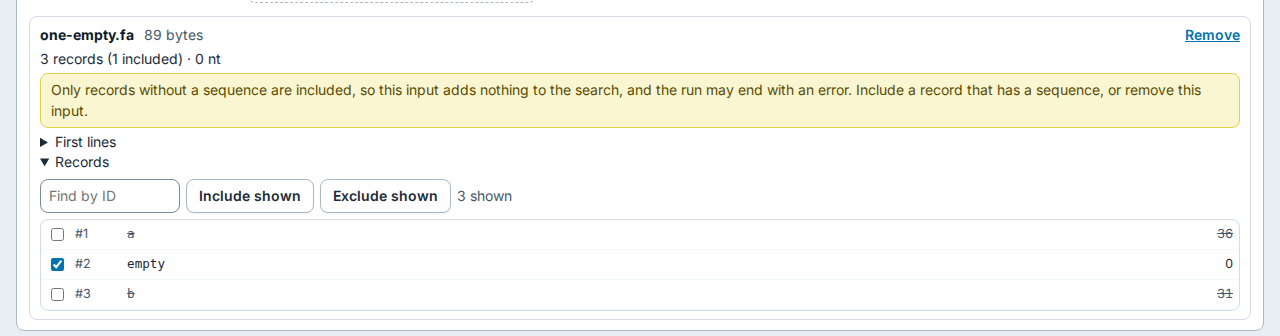 one-empty.fa 89 bytes Remove
3 records (1 included) · 0 nt
Only records without a sequence are included, so this input adds nothing to the search, and the run may end with an error. Include a record that has a sequence, or remove this
input.
First lines
Records
Find by ID Include shown Exclude shown 3 shown
#1 a 36
#2 empty 0
#3 b 31